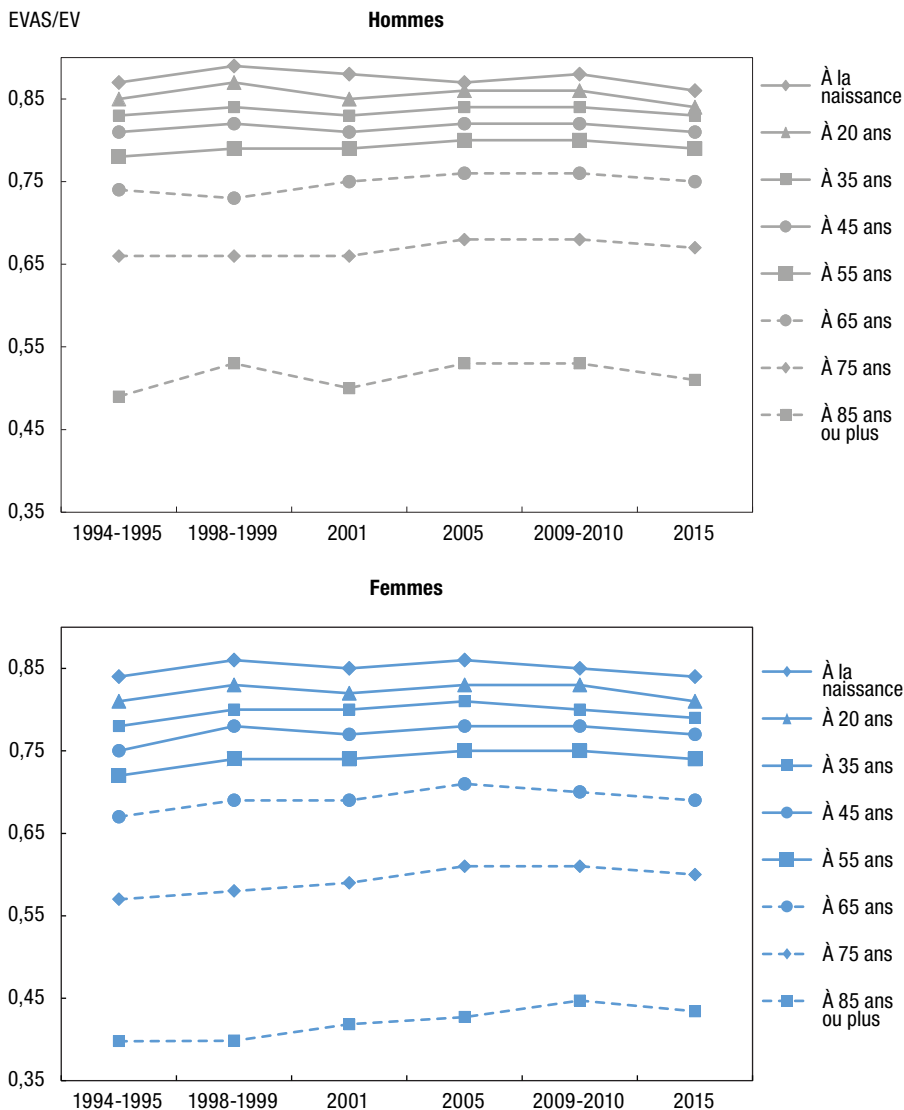 EVAS/EV
Hommes
0,85
0,75
0,65
0,55
0,45
0,35
1994-1995 1998-1999 2001 2005 2009-2010 2015
À la
naissance
À 20 ans
À 35 ans
À 45 ans
À 55 ans
À 65 ans
À 75 ans
À 85 ans
ou plus
Femmes
0,85
0,75
0,65
0,55
0,45
0,35
1994-1995 1998-1999 2001 2005 2009-2010 2015
À la
naissance
À 20 ans
À 35 ans
À 45 ans
À 55 ans
À 65 ans
À 75 ans
À 85 ans
ou plus